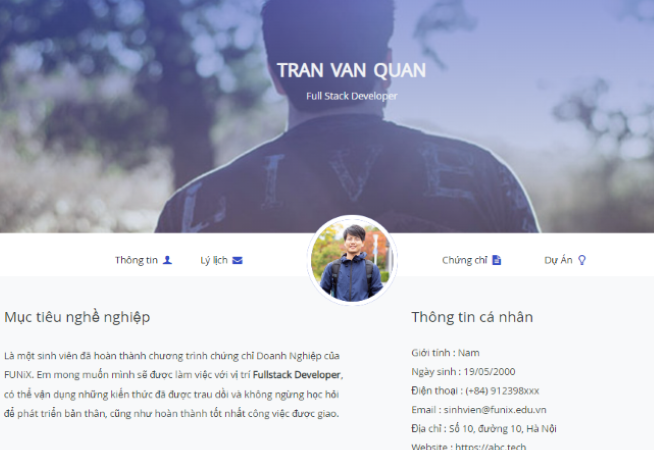 TRAN VAN QUAN
Full Stack Developer
LIVE
Thông tin
Lý lịch
Chứng chỉ
Dự Án
Mục tiêu nghề nghiệp
Là một sinh viên đã hoàn thành chương trình chứng chỉ Doanh Nghiệp của
FUNiX. Em mong muốn mình sẽ được làm việc với vị trí Fullstack Developer,
có thể vận dụng những kiến thức đã được trau dồi và không ngừng học hỏi
để phát triển bản thân, cũng như hoàn thành tốt nhất công việc được giao.
Thông tin cá nhân
Giới tính : Nam
Ngày sinh : 19/05/2000
Điện thoại : (+84) 912398xxx
Email : sinhvien@funix.edu.vn
Địa chỉ : Số 10, đường 10, Hà Nội
Website : https://abc.tech